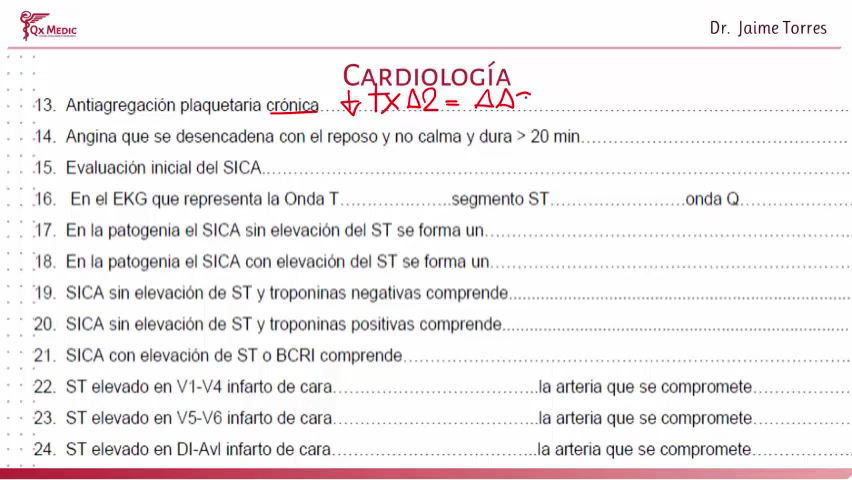 Qx Medic
Dr. Jaime Torres
Cardiología
13. Antiagregación plaquetaria crónica.................... ↓ TX A2 = AA
14. Angina que se desencadena con el reposo y no calma y dura > 20 min....................
15. Evaluación inicial del SICA....................
16. En el EKG que representa la Onda T....................segmento ST....................onda Q....................
17. En la patogenia el SICA sin elevación del ST se forma un....................
18. En la patogenia el SICA con elevación del ST se forma un....................
19. SICA sin elevación de ST y troponinas negativas comprende....................
20. SICA sin elevación de ST y troponinas positivas comprende....................
21. SICA con elevación de ST o BCRI comprende....................
22. ST elevado en V1-V4 infarto de cara....................la arteria que se compromete....................
23. ST elevado en V5-V6 infarto de cara....................la arteria que se compromete....................
24. ST elevado en DI-Avl infarto de cara....................la arteria que se compromete....................